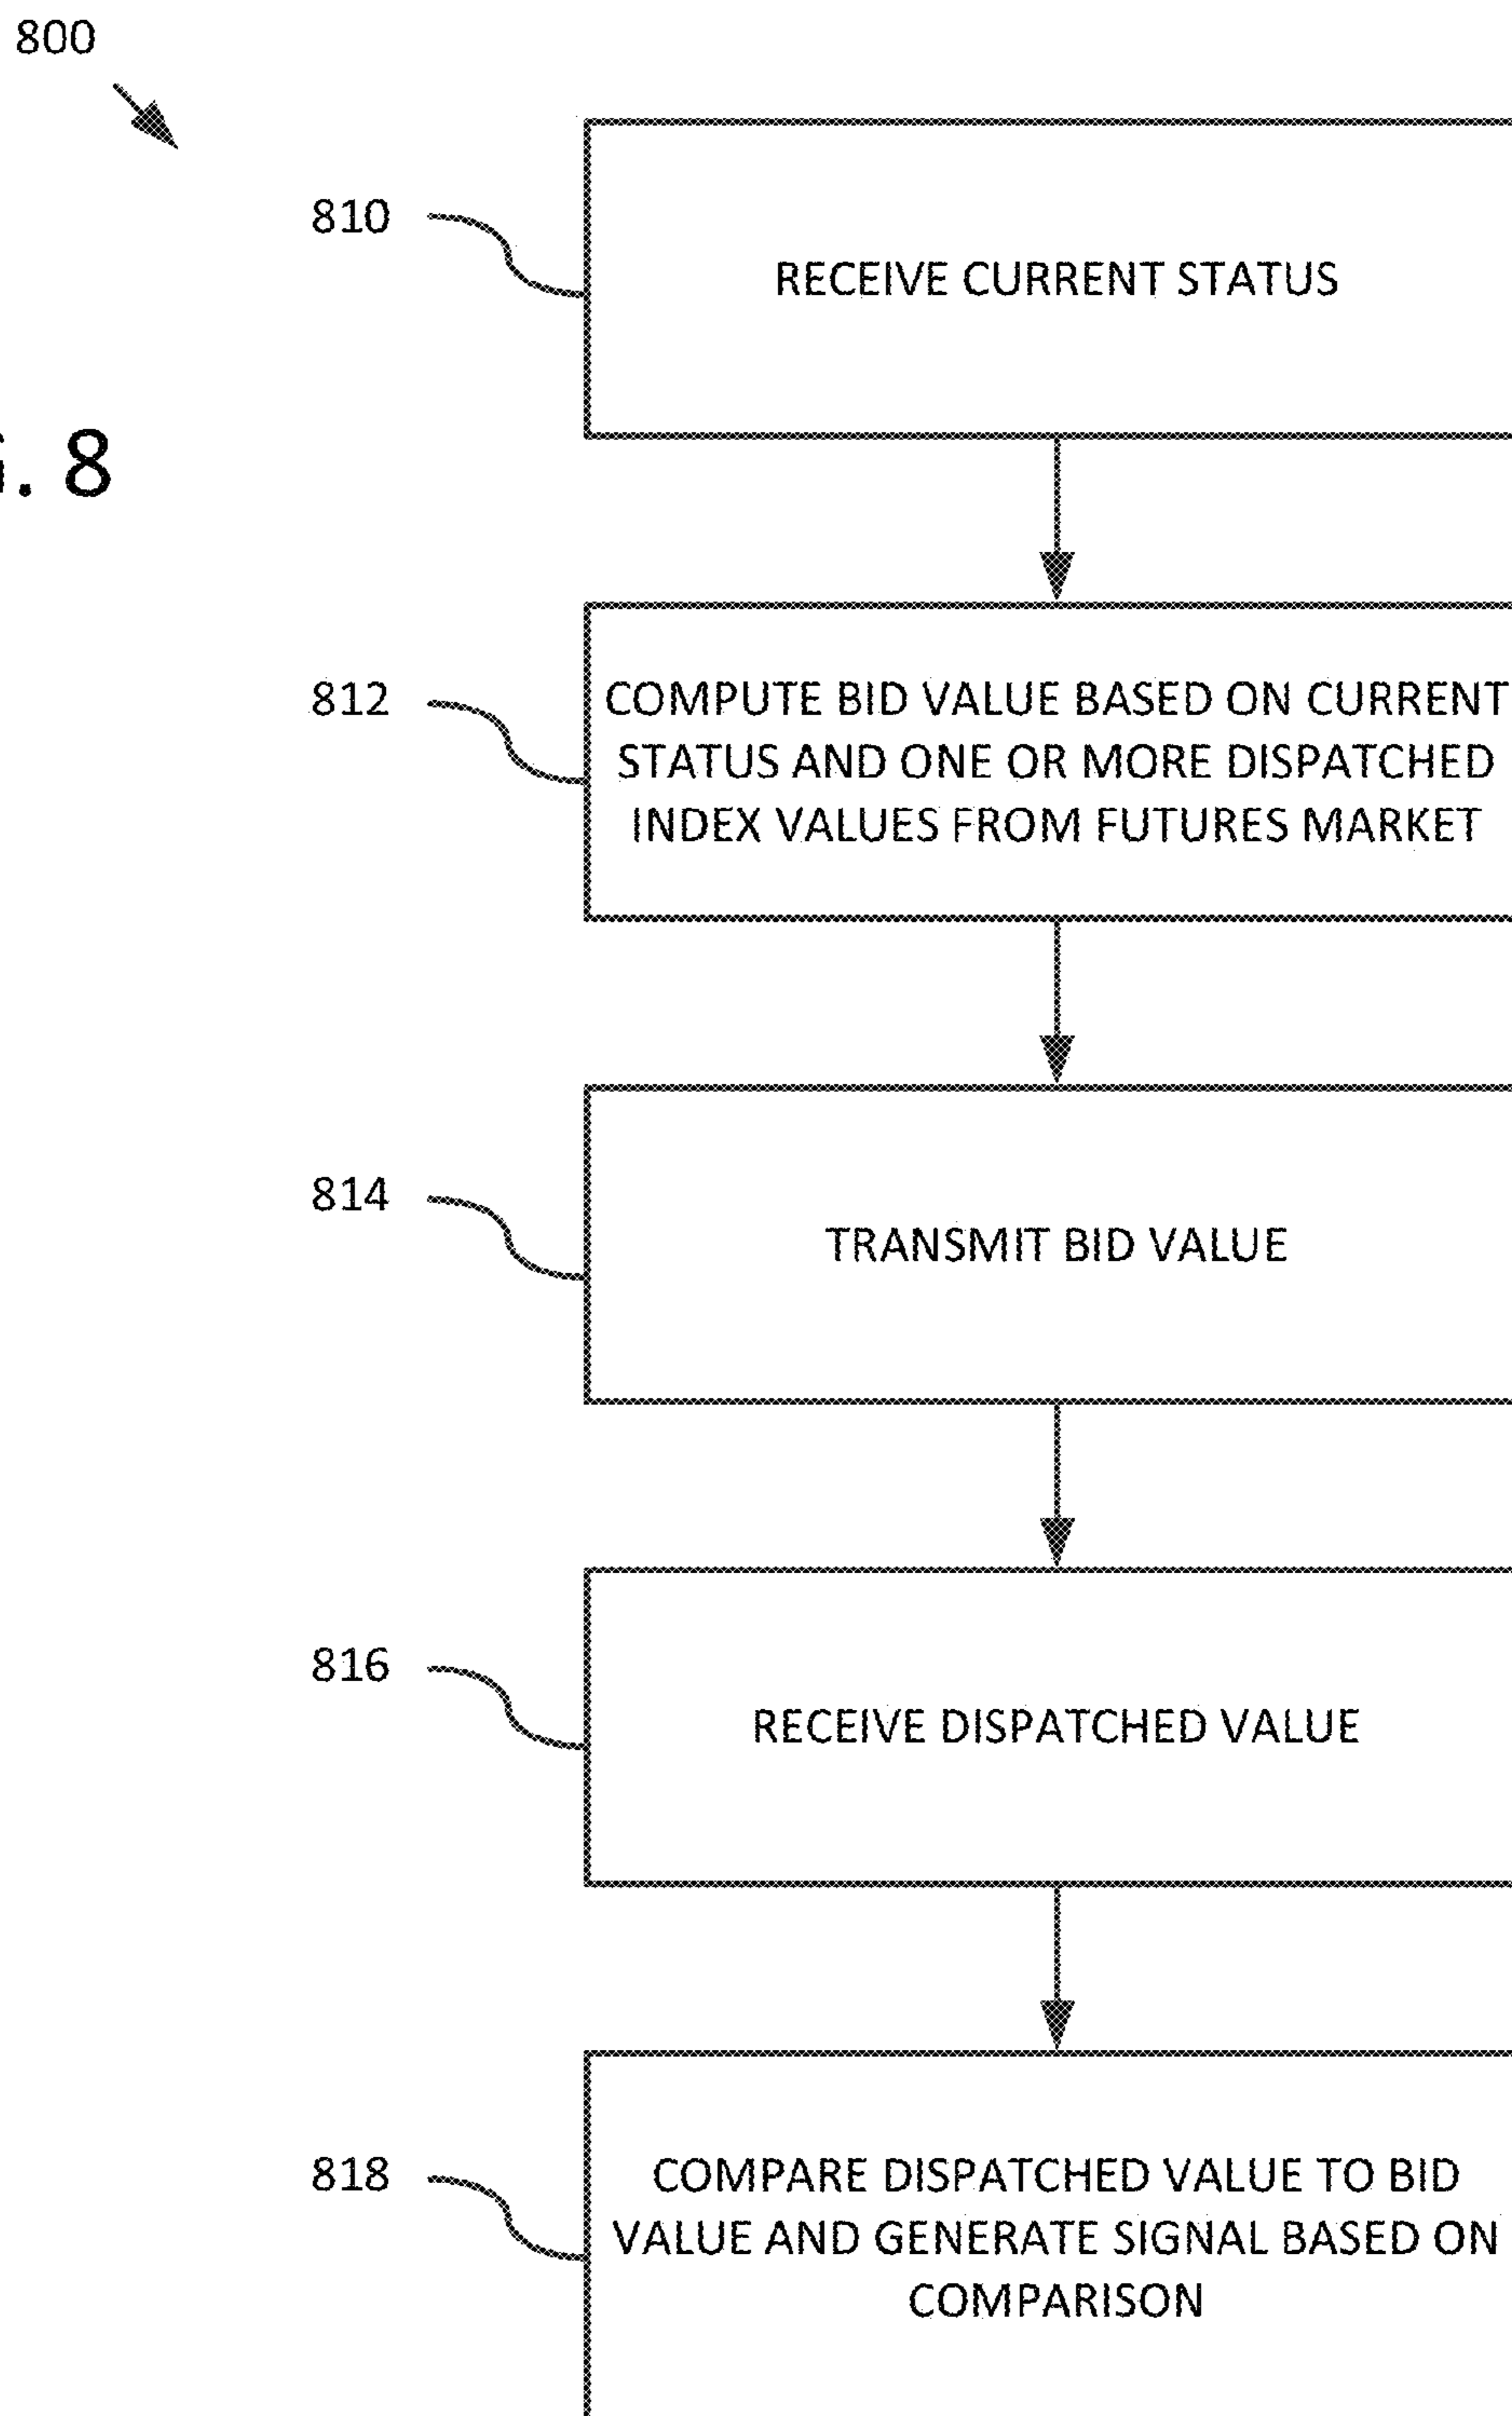 800
810
RECEIVE CURRENT STATUS
. 8
812
COMPUTE BID VALUE BASED ON CURRENT
STATUS AND ONE OR MORE DISPATCHED
INDEX VALUES FROM FUTURES MARKET
814
TRANSMIT BID VALUE
816
RECEIVE DISPATCHED VALUE
818
COMPARE DISPATCHED VALUE TO BID
VALUE AND GENERATE SIGNAL BASED ON
COMPARISON